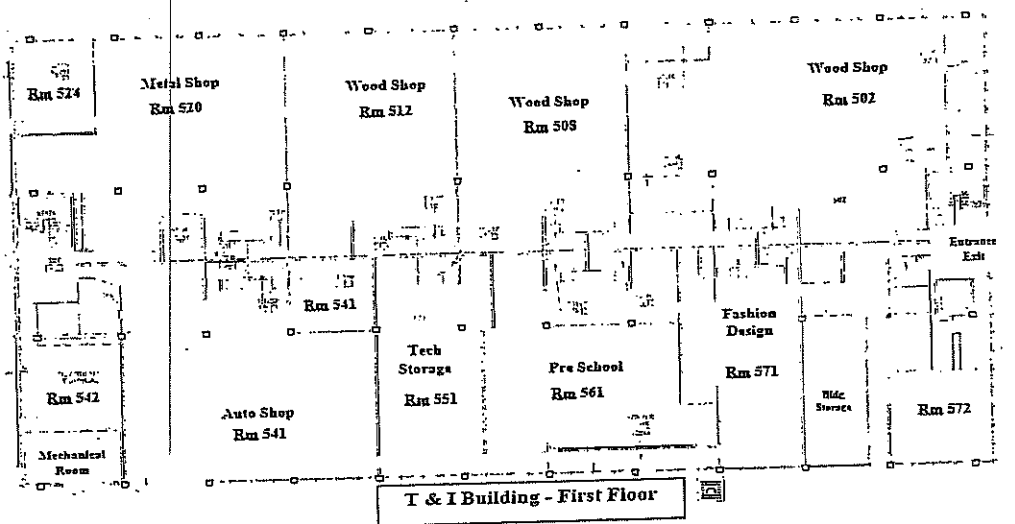 Rm 524
Metal Shop
Rm 520
Wood Shop
Rm 512
Wood Shop
Rm 505
Wood Shop
Rm 502
Entrance
Exit
Rm 541
Fashion
Design
Rm 571
Tech
Storage
Rm 551
Pre School
Rm 561
Rm 542
Auto Shop
Rm 541
Bldg
Storage
Rm 572
Mechanical
Room
T & I Building - First Floor